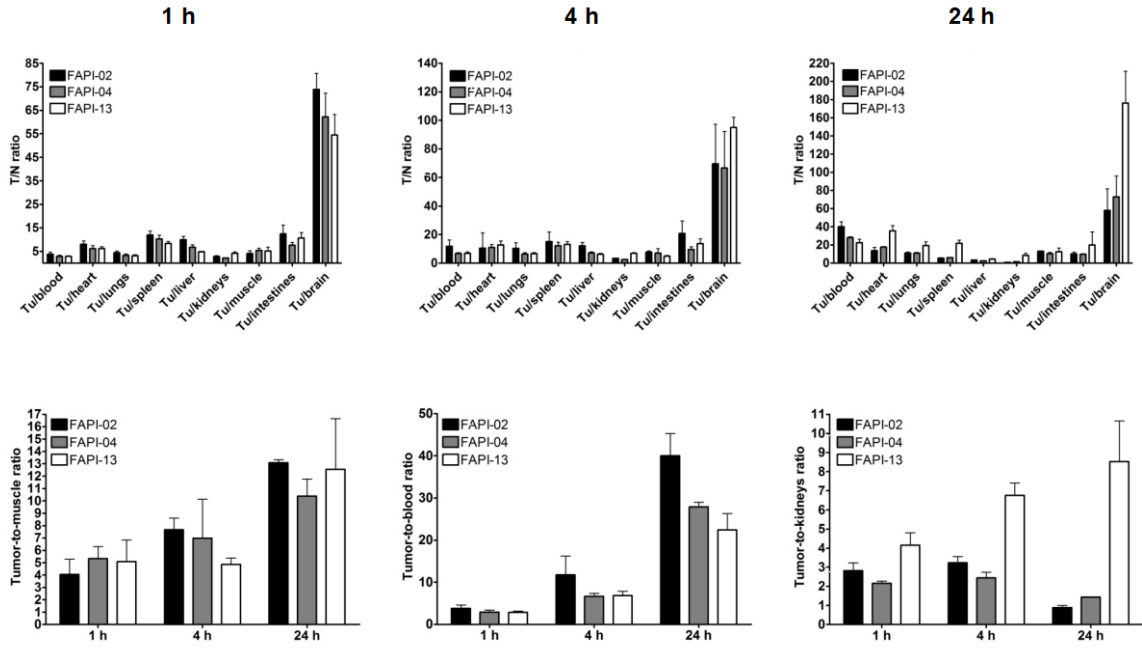 1 h
4 h
24 h
T/N ratio
85
75
65
55
45
35
25
15
5
FAPI-02
FAPI-04
FAPI-13
Tu/blood
Tu/heart
Tu/lungs
Tu/spleen
Tu/liver
Tu/kidneys
Tu/muscle
Tu/intestines
Tu/brain
T/N ratio
140
120
100
80
60
40
20
0
FAPI-02
FAPI-04
FAPI-13
Tu/blood
Tu/heart
Tu/lungs
Tu/spleen
Tu/liver
Tu/kidneys
Tu/muscle
Tu/intestines
Tu/brain
T/N ratio
220
200
180
160
140
120
100
80
60
40
20
0
FAPI-02
FAPI-04
FAPI-13
Tu/blood
Tu/heart
Tu/lungs
Tu/spleen
Tu/liver
Tu/kidneys
Tu/muscle
Tu/intestines
Tu/brain
Tumor-to-muscle ratio
17
16
15
14
13
12
11
10
9
8
7
6
5
4
3
2
1
0
FAPI-02
FAPI-04
FAPI-13
1 h
4 h
24 h
Tumor-to-blood ratio
50
40
30
20
10
0
FAPI-02
FAPI-04
FAPI-13
1 h
4 h
24 h
Tumor-to-kidneys ratio
11
10
9
8
7
6
5
4
3
2
1
0
FAPI-02
FAPI-04
FAPI-13
1 h
4 h
24 h